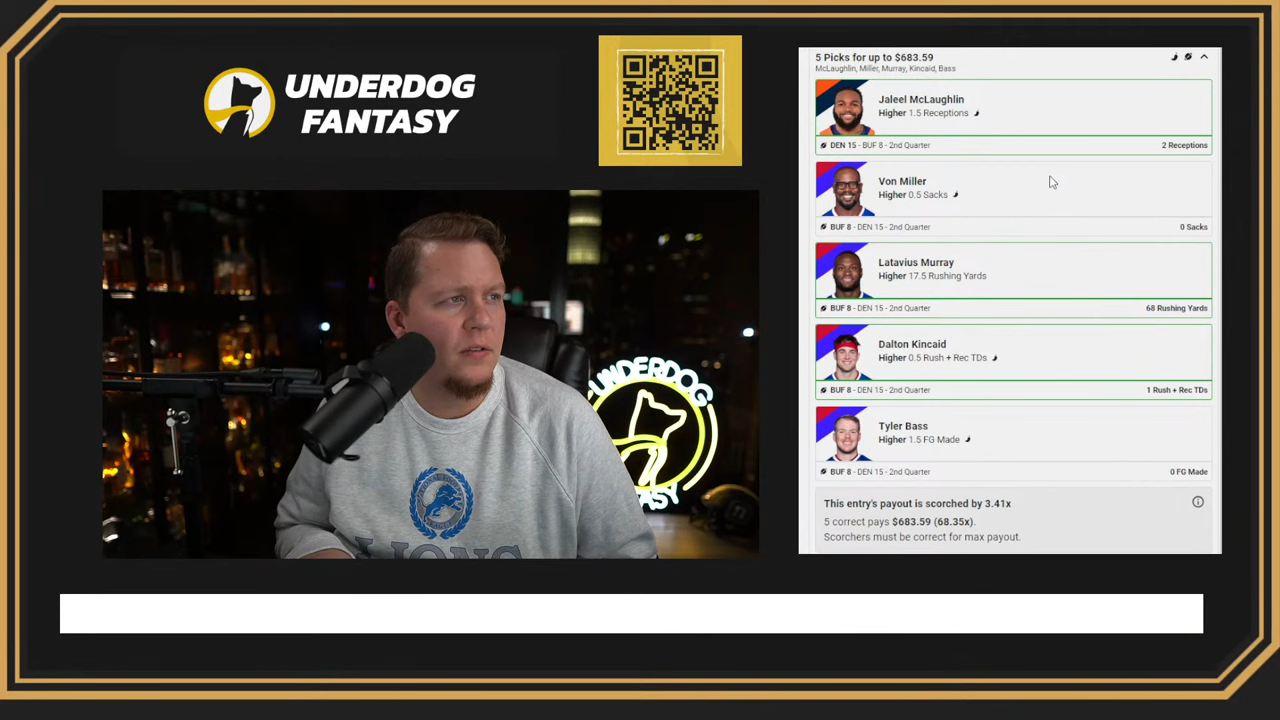 UNDERDOG
FANTASY
5 Picks for up to $683.59
McLaughlin, Miller, Murray, Kincaid, Bass
Jaleel McLaughlin
Higher 1.5 Receptions
DEN 15 - BUF 8 - 2nd Quarter
2 Receptions
Von Miller
Higher 0.5 Sacks
BUF 8 - DEN 15 - 2nd Quarter
0 Sacks
Latavius Murray
Higher 17.5 Rushing Yards
BUF 8 - DEN 15 - 2nd Quarter
68 Rushing Yards
Dalton Kincaid
Higher 0.5 Rush + Rec TDs
BUF 8 - DEN 15 - 2nd Quarter
1 Rush + Rec TDs
Tyler Bass
Higher 1.5 FG Made
BUF 8 - DEN 15 - 2nd Quarter
0 FG Made
This entry's payout is scorched by 3.41x
5 correct pays $683.59 (68.35x).
Scorchers must be correct for max payout.
UNDERDOG
LIONS